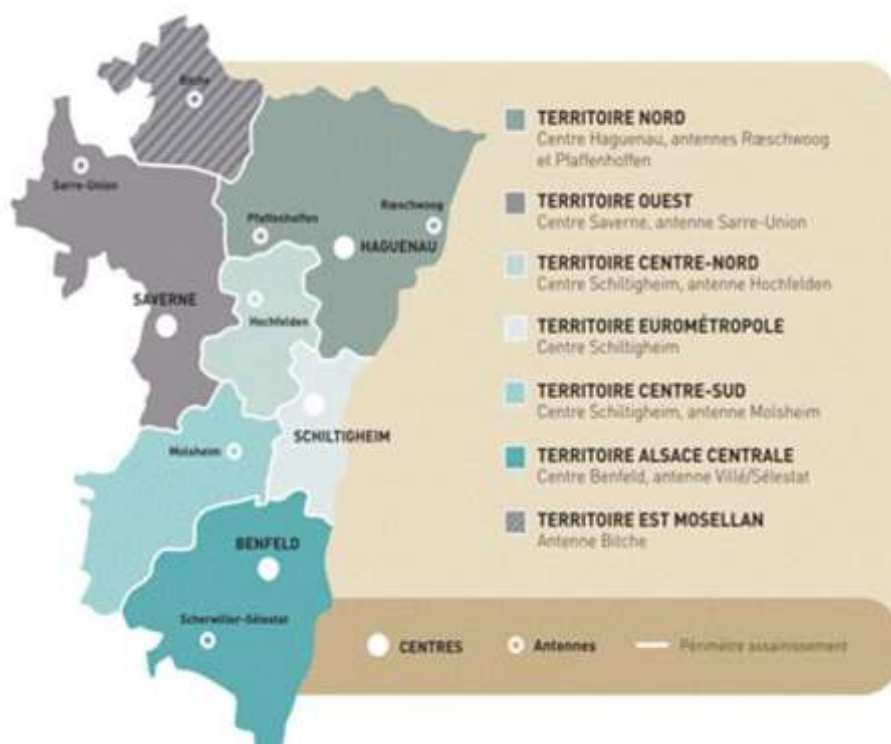 Bitche
Sarre-Union
Pfaffenhoffen
Rœschwoog
HAGUENAU
SAVERNE
Hochfelden
SCHILTIGHEIM
Molsheim
BENFELD
Scherwiller-Sélestat
TERRITOIRE NORD
Centre Haguenau, antennes Rœschwoog
et Pfaffenhoffen
TERRITOIRE OUEST
Centre Saverne, antenne Sarre-Union
TERRITOIRE CENTRE-NORD
Centre Schiltigheim, antenne Hochfelden
TERRITOIRE EUROMÉTROPOLE
Centre Schiltigheim
TERRITOIRE CENTRE-SUD
Centre Schiltigheim, antenne Molsheim
TERRITOIRE ALSACE CENTRALE
Centre Benfeld, antenne Villé/Sélestat
TERRITOIRE EST MOSELLAN
Antenne Bitche
CENTRES
Antennes
Périmètre assainissement